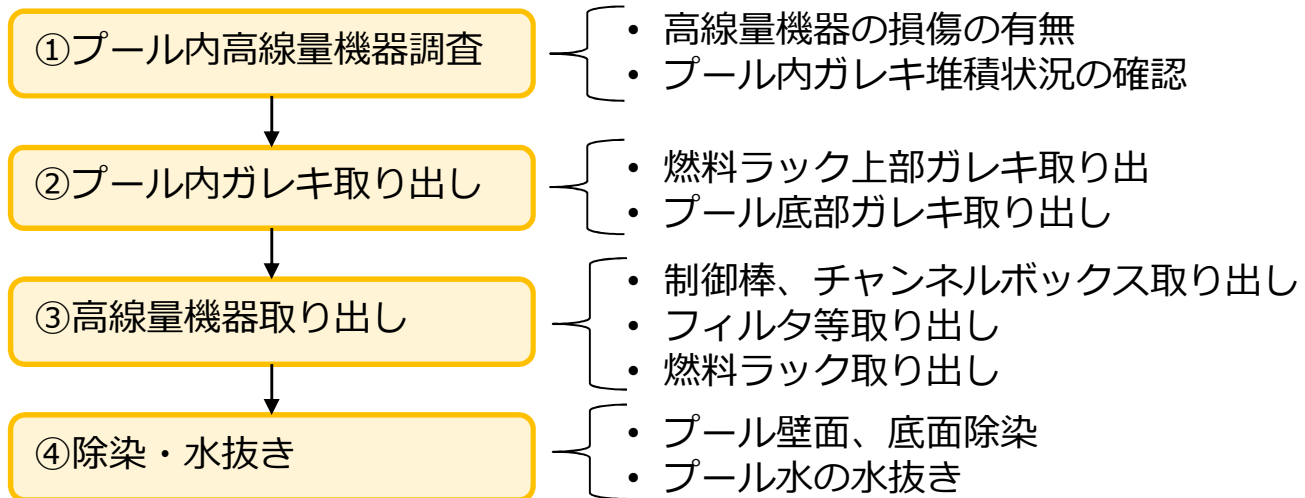 ①プール内高線量機器調査
• 高線量機器の損傷の有無
• プール内ガレキ堆積状況の確認
②プール内ガレキ取り出し
• 燃料ラック上部ガレキ取り出
• プール底部ガレキ取り出し
③高線量機器取り出し
• 制御棒、チャンネルボックス取り出し
• フィルタ等取り出し
• 燃料ラック取り出し
④除染・水抜き
• プール壁面、底面除染
• プール水の水抜き